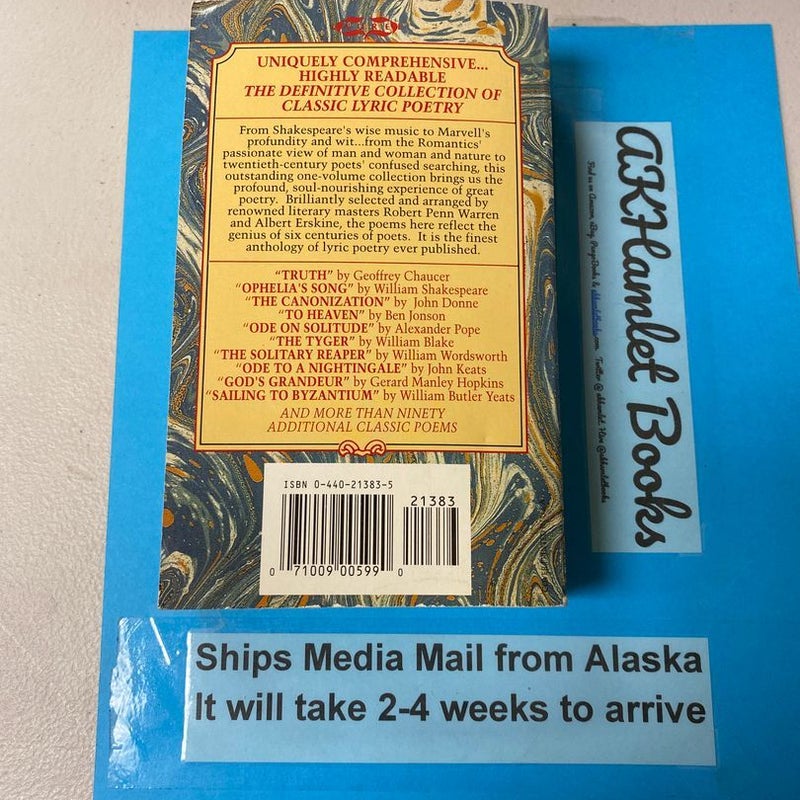 UNIQUELY COMPREHENSIVE...
HIGHLY READABLE
THE DEFINITIVE COLLECTION OF
CLASSIC LYRIC POETRY
From Shakespeare's wise music to Marvell's
profundity and wit...from the Romantics'
passionate view of man and woman and nature to
twentieth-century poets' confused searching, this
outstanding one-volume collection brings us the
profound, soul-nourishing experience of great
poetry. Brilliantly selected and arranged by
renowned literary masters Robert Penn Warren
and Albert Erskine, the poems here reflect the
genius of six centuries of poets. It is the finest
anthology of lyric poetry ever published.
"TRUTH" by Geoffrey Chaucer
"OPHELIA'S SONG" by William Shakespeare
"THE CANONIZATION" by John Donne
"TO HEAVEN" by Ben Jonson
"ODE ON SOLITUDE" by Alexander Pope
"THE TYGER" by William Blake
"THE SOLITARY REAPER" by William Wordsworth
"ODE TO A NIGHTINGALE" by John Keats
"GOD'S GRANDEUR" by Gerard Manley Hopkins
"SAILING TO BYZANTIUM" by William Butler Yeats
AND MORE THAN NINETY
ADDITIONAL CLASSIC POEMS
ISBN 0-440-21383-5
21383
0 71009 00599 0
AKHamlet Books
Find us on Amazon, eBay, PangoBooks &
Ships Media Mail from Alaska
It will take 2-4 weeks to arrive